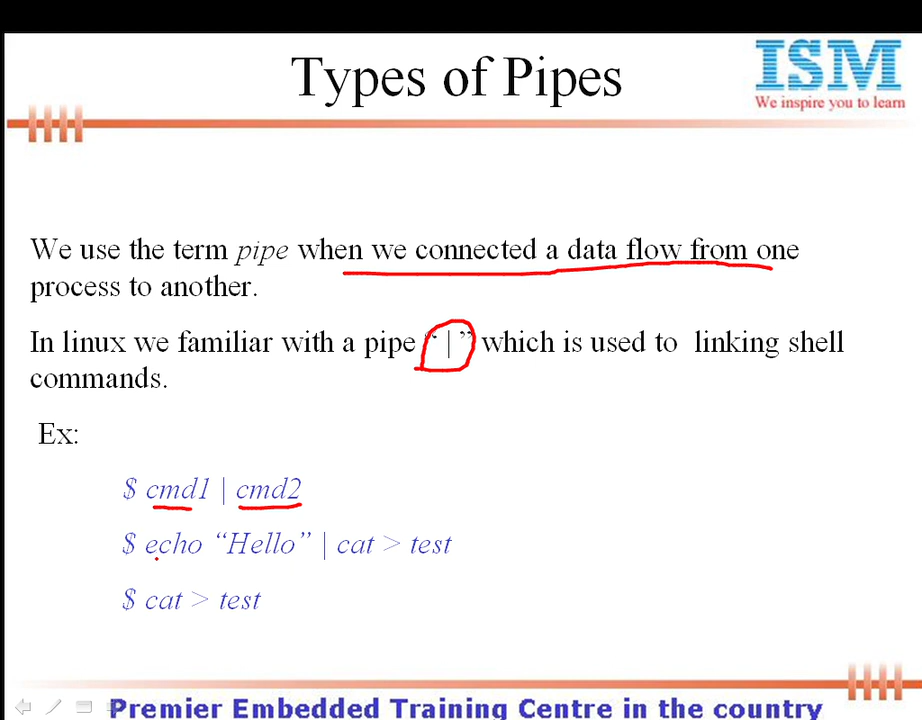 Types of Pipes
ISM
We inspire you to learn
We use the term pipe when we connected a data flow from one
process to another.
In linux we familiar with a pipe “ | ” which is used to linking shell
commands.
Ex:
$ cmd1 | cmd2
$ echo “Hello” | cat > test
$ cat > test
Premier Embedded Training Centre in the country